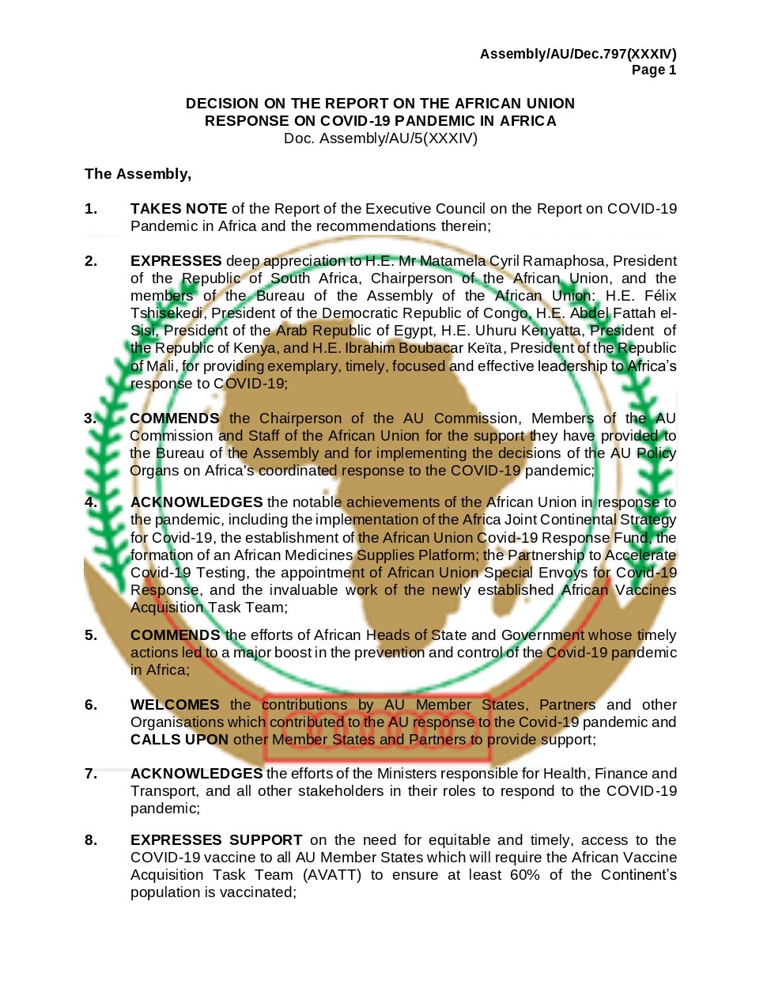 Assembly/AU/Dec.797(XXXIV)
Page 1
DECISION ON THE REPORT ON THE AFRICAN UNION
RESPONSE ON COVID-19 PANDEMIC IN AFRICA
Doc. Assembly/AU/5(XXXIV)
The Assembly,
1. TAKES NOTE of the Report of the Executive Council on the Report on COVID-19
Pandemic in Africa and the recommendations therein;
2. EXPRESSES deep appreciation to H.E. Mr Matamela Cyril Ramaphosa, President
of the Republic of South Africa, Chairperson of the African Union, and the
members of the Bureau of the Assembly of the African Union: H.E. Félix
Tshisekedi, President of the Democratic Republic of Congo, H.E. Abdel Fattah el-
Sisi, President of the Arab Republic of Egypt, H.E. Uhuru Kenyatta, President of
the Republic of Kenya, and H.E. Ibrahim Boubacar Keïta, President of the Republic
of Mali, for providing exemplary, timely, focused and effective leadership to Africa’s
response to COVID-19;
3. COMMENDS the Chairperson of the AU Commission, Members of the AU
Commission and Staff of the African Union for the support they have provided to
the Bureau of the Assembly and for implementing the decisions of the AU Policy
Organs on Africa's coordinated response to the COVID-19 pandemic;
4. ACKNOWLEDGES the notable achievements of the African Union in response to
the pandemic, including the implementation of the Africa Joint Continental Strategy
for Covid-19, the establishment of the African Union Covid-19 Response Fund, the
formation of an African Medicines Supplies Platform; the Partnership to Accelerate
Covid-19 Testing, the appointment of African Union Special Envoys for Covid-19
Response, and the invaluable work of the newly established African Vaccines
Acquisition Task Team;
5. COMMENDS the efforts of African Heads of State and Government whose timely
actions led to a major boost in the prevention and control of the Covid-19 pandemic
in Africa;
6. WELCOMES the contributions by AU Member States, Partners and other
Organisations which contributed to the AU response to the Covid-19 pandemic and
CALLS UPON other Member States and Partners to provide support;
7. ACKNOWLEDGES the efforts of the Ministers responsible for Health, Finance and
Transport, and all other stakeholders in their roles to respond to the COVID-19
pandemic;
8. EXPRESSES SUPPORT on the need for equitable and timely, access to the
COVID-19 vaccine to all AU Member States which will require the African Vaccine
Acquisition Task Team (AVATT) to ensure at least 60% of the Continent’s
population is vaccinated;